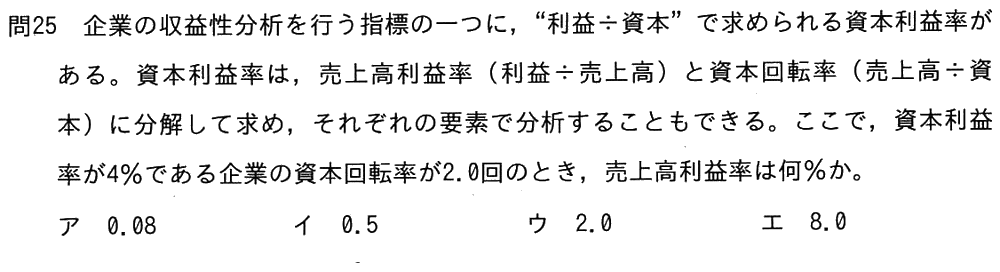 問25 企業の収益性分析を行う指標の一つに，“利益÷資本”で求められる資本利益率が
ある。資本利益率は，売上高利益率（利益÷売上高）と資本回転率（売上高÷資
本）に分解して求め，それぞれの要素で分析することもできる。ここで，資本利益
率が4%である企業の資本回転率が2.0回のとき，売上高利益率は何%か。
ア 0.08 イ 0.5 ウ 2.0 エ 8.0